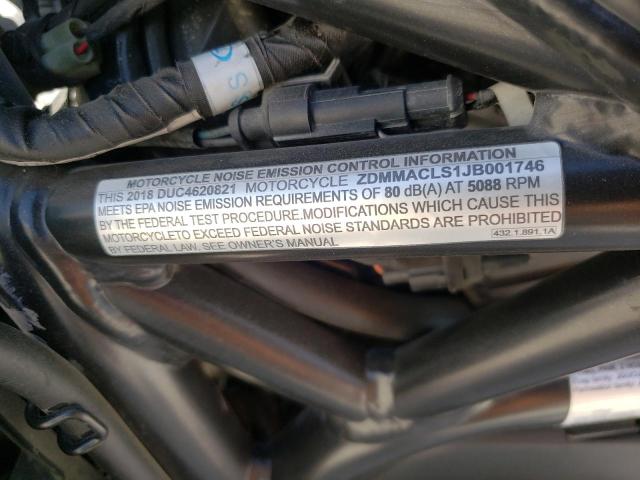 MOTORCYCLE NOISE EMISSION CONTROL INFORMATION
THIS 2018 DUC4620821 MOTORCYCLE ZDMMACLS1JB001746
MEETS EPA NOISE EMISSION REQUIREMENTS OF 80 dB(A) AT 5088 RPM
BY THE FEDERAL TEST PROCEDURE.MODIFICATIONS WHICH CAUSE THIS
MOTORCYCLETO EXCEED FEDERAL NOISE STANDARDS ARE PROHIBITED
BY FEDERAL LAW. SEE OWNER'S MANUAL
432.1.891.1A